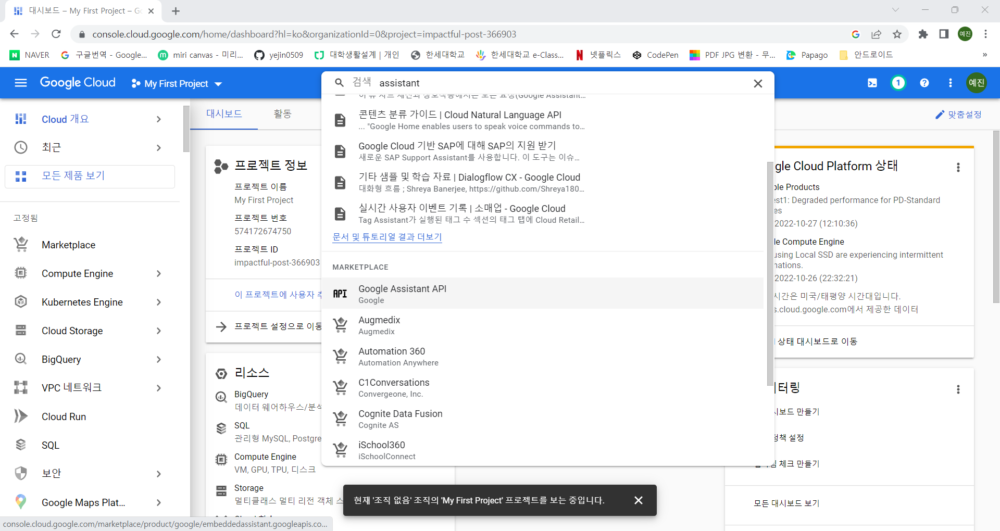 대시보드 – My First Project – Go
console.cloud.google.com/home/dashboard?hl=ko&organizationId=0&project=impactful-post-366903
예진
NAVER
구글번역 - Google...
miri canvas - 미리...
yejin0509
대학생활설계 | 개인
한세대학교
한세대학교 e-Class...
넷플릭스
CodePen
PDF JPG 변환 - 무...
Papago
안드로이드
»
Google Cloud
My First Project
검색 assistant
1
예진
Cloud 개요
최근
모든 제품 보기
고정됨
Marketplace
Compute Engine
Kubernetes Engine
Cloud Storage
BigQuery
VPC 네트워크
Cloud Run
SQL
보안
Google Maps Plat...
console.cloud.google.com/marketplace/product/google/embeddedassistant.googleapis.co...
대시보드
활동
맞춤설정
프로젝트 정보
프로젝트 이름
My First Project
프로젝트 번호
574172674750
프로젝트 ID
impactful-post-366903
이 프로젝트에 사용자
프로젝트 설정으로 이동
리소스
BigQuery
데이터 웨어하우스/분석
SQL
관리형 MySQL, Postgre
Compute Engine
VM, GPU, TPU, 디스크
Storage
멀티클래스 멀티 리전 객체 스
콘텐츠 분류 가이드 | Cloud Natural Language API
... "Google Home enables users to speak voice commands to...
Google Cloud 기반 SAP에 대해 SAP의 지원 받기
새로운 SAP Support Assistant를 사용합니다. 이 도구는 이슈...
기타 샘플 및 학습 자료 | Dialogflow CX - Google Cloud
대화형 흐름 ; Shreya Banerjee, https://github.com/Shreya180...
실시간 사용자 이벤트 기록 | 소매업 - Google Cloud
Tag Assistant가 실행된 태그 수 섹션의 태그 탭에 Cloud Retail...
문서 및 튜토리얼 결과 더보기
MARKETPLACE
API
Google Assistant API
Google
Augmedix
Augmedix
Automation 360
Automation Anywhere
C1Conversations
Convergeone, Inc.
Cognite Data Fusion
Cognite AS
iSchool360
iSchoolConnect
현재 '조직 없음' 조직의 'My First Project' 프로젝트를 보는 중입니다.
gle Cloud Platform 상태
ple Products
est1: Degraded performance for PD-Standard
es
2022-10-27 (12:10:36)
le Compute Engine
using Local SSD are experiencing intermittent
nations.
2022-10-26 (22:32:21)
시간은 미국/태평양 시간대입니다.
s.cloud.google.com에서 제공한 데이터
상태 대시보드로 이동
터링
시보드 만들기
정책 설정
체크 만들기
모든 대시보드 보기